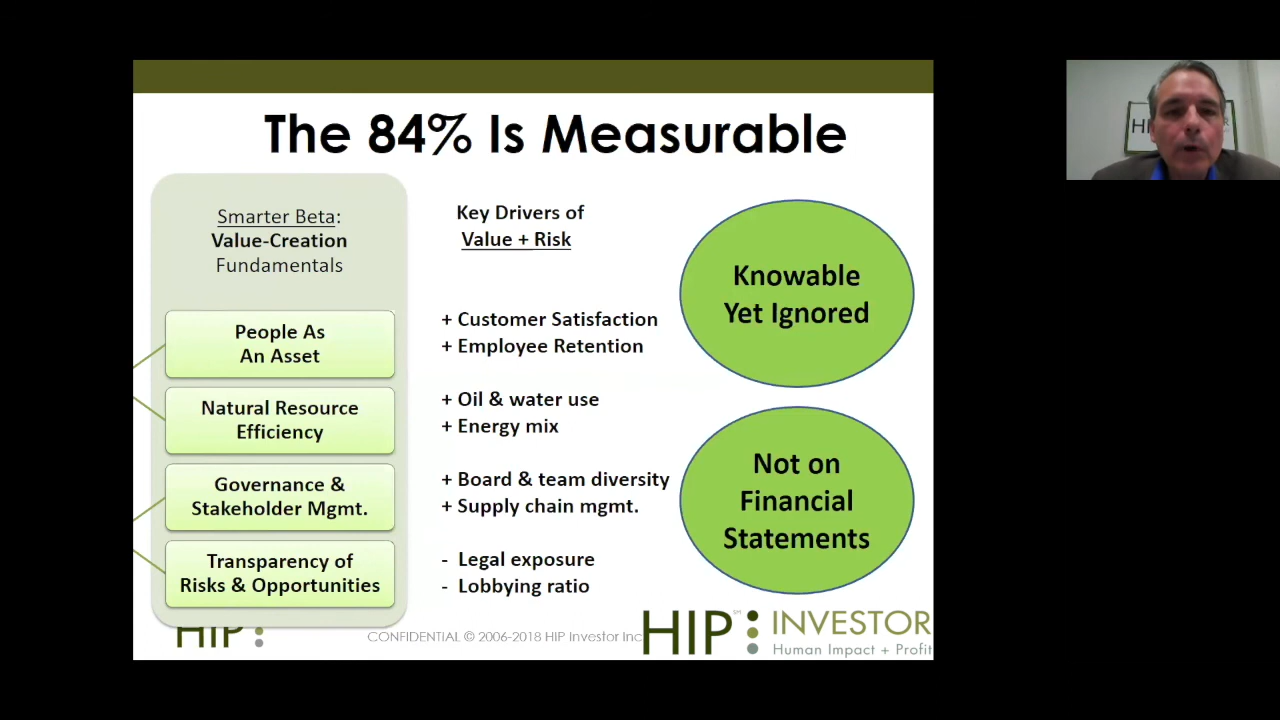 The 84% Is Measurable
Smarter Beta:
Value-Creation
Fundamentals
People As
An Asset
Natural Resource
Efficiency
Governance &
Stakeholder Mgmt.
Transparency of
Risks & Opportunities
Key Drivers of
Value + Risk
+ Customer Satisfaction
+ Employee Retention
+ Oil & water use
+ Energy mix
+ Board & team diversity
+ Supply chain mgmt.
- Legal exposure
- Lobbying ratio
Knowable
Yet Ignored
Not on
Financial
Statements
HIP
CONFIDENTIAL © 2006-2018 HIP Investor Inc
HIP INVESTOR
Human Impact + Profit